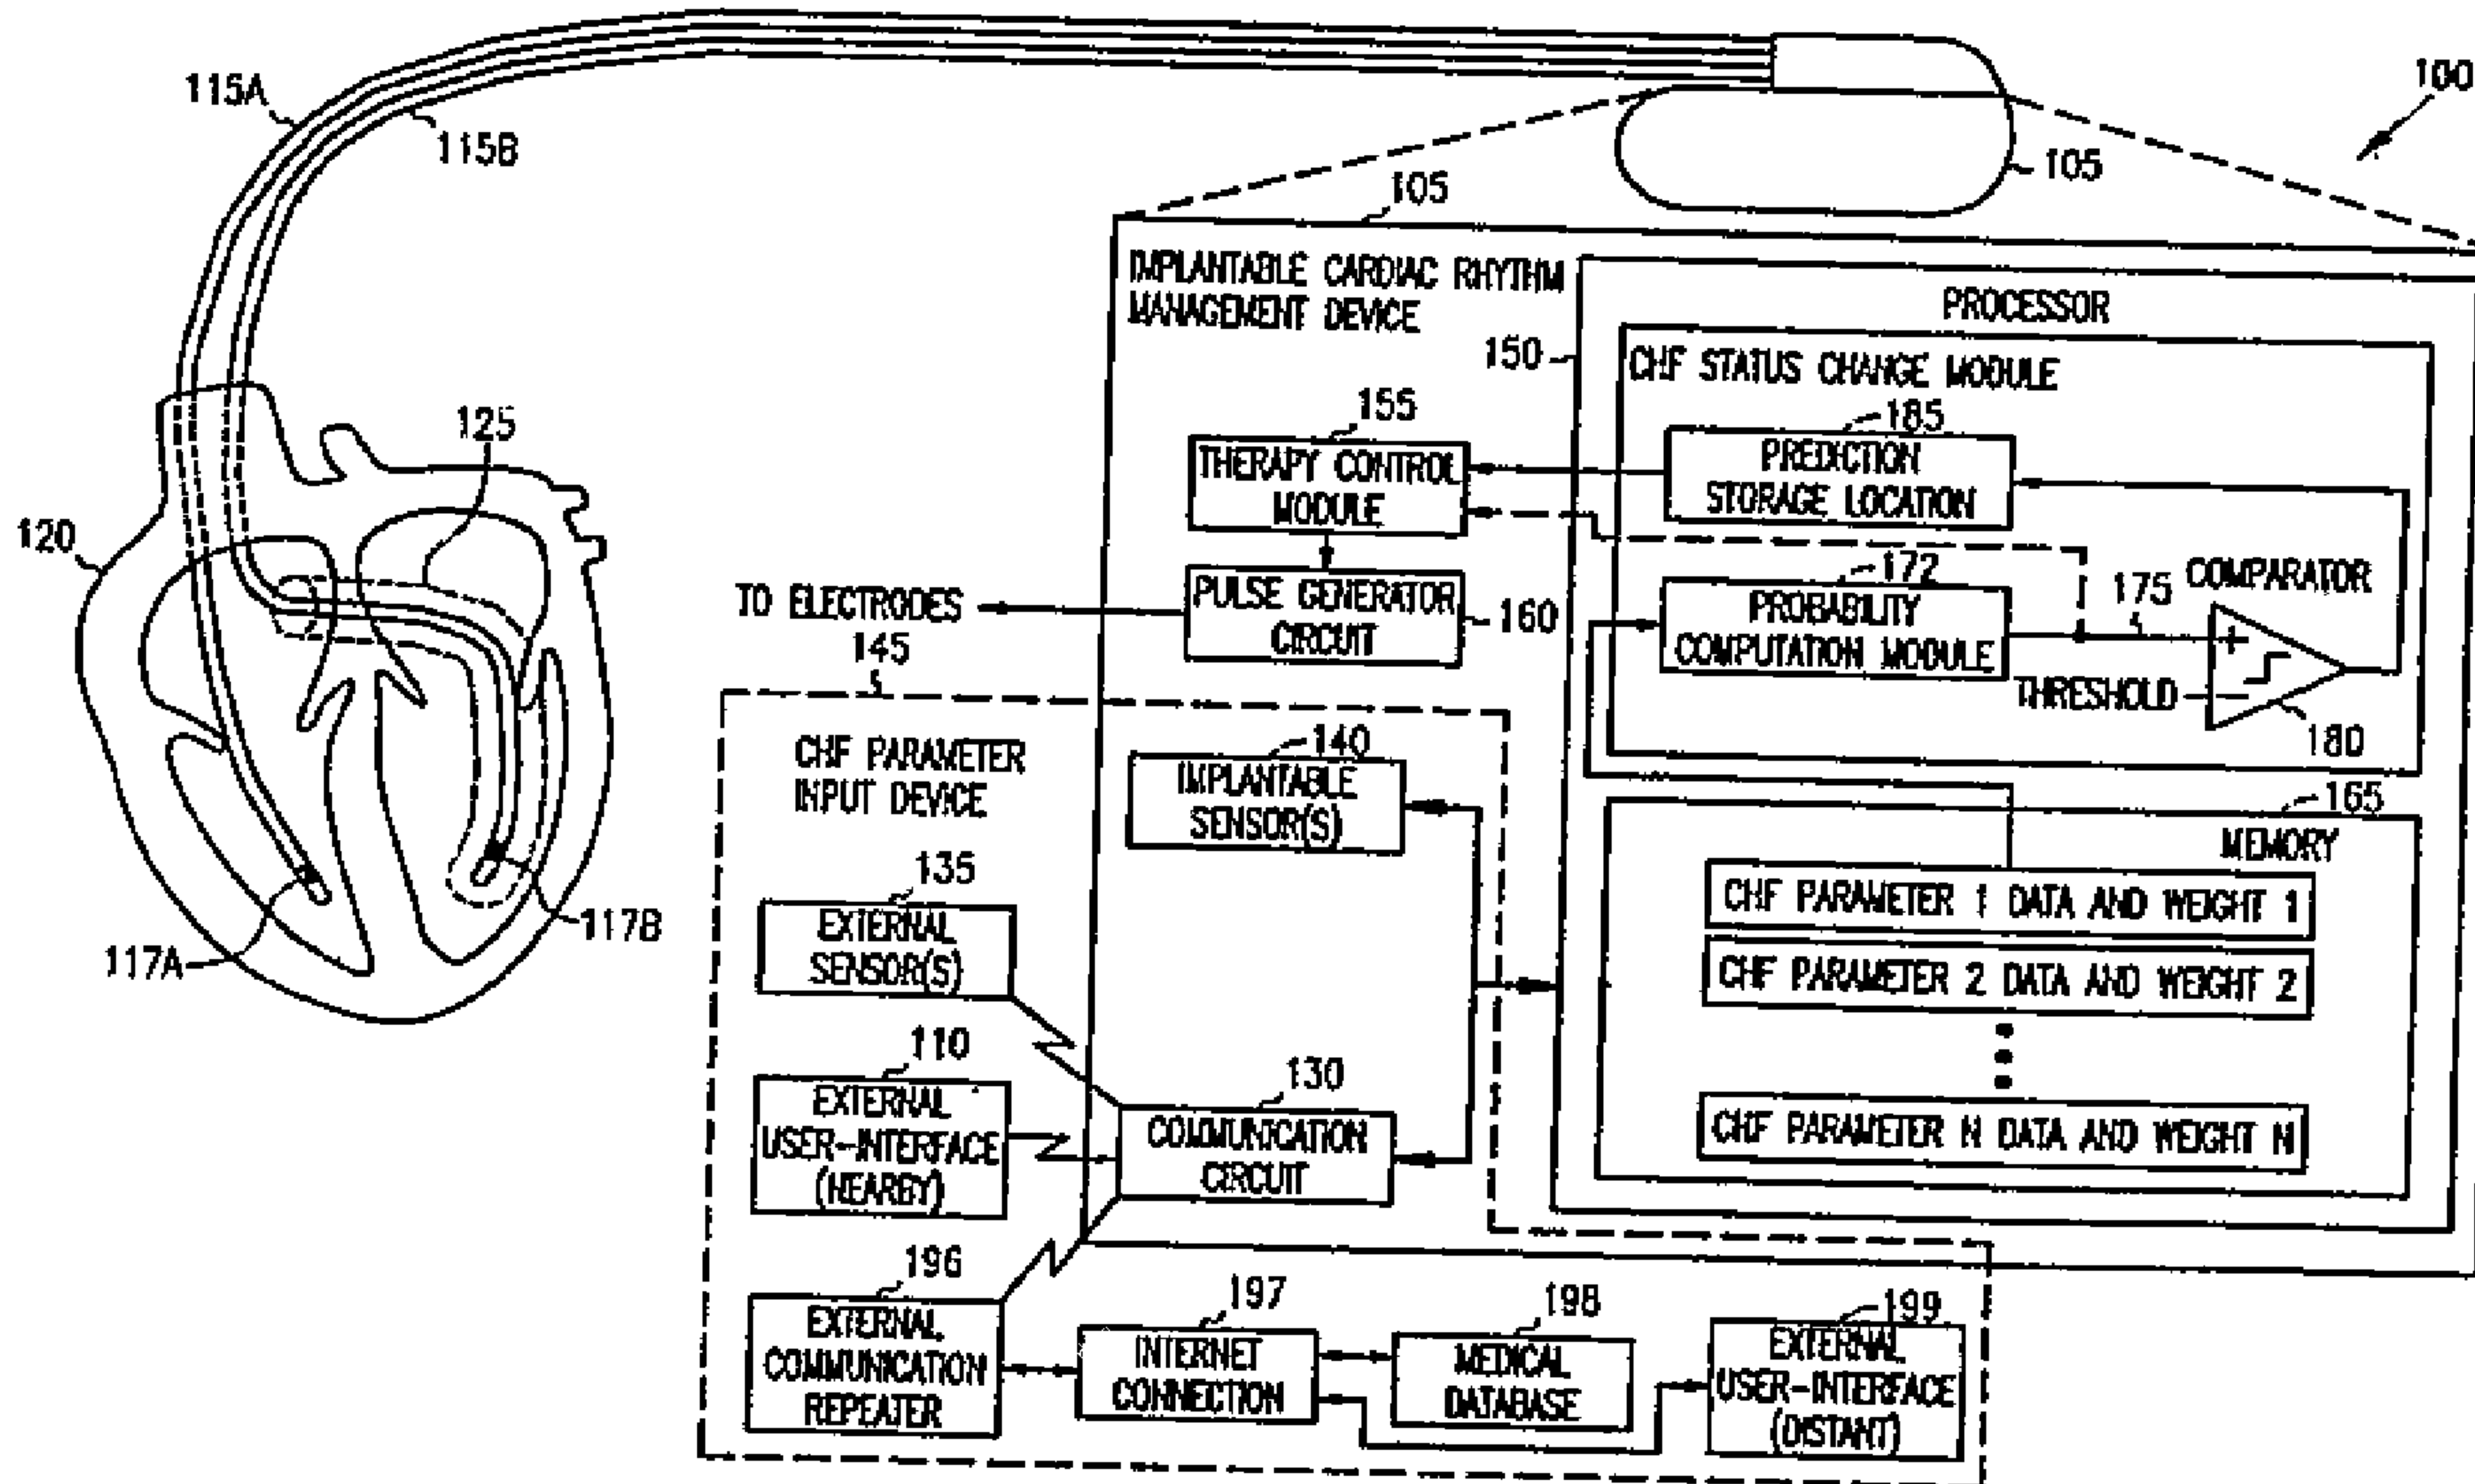 115A
115B
100
105
105
IMPLANTABLE CARDIAC RHYTHM
MANAGEMENT DEVICE
PROCESSOR
150
CHF STATUS CHANGE MODULE
155
185
125
THERAPY CONTROL
MODULE
PREDICTION
STORAGE LOCATION
120
172
COMPARATOR
TO ELECTRODES
PULSE GENERATOR
CIRCUIT
160
PROBABILITY
COMPUTATION MODULE
175
+
145
THRESHOLD
–
180
CHF PARAMETER
INPUT DEVICE
140
IMPLANTABLE
SENSOR(S)
165
MEMORY
135
EXTERNAL
SENSOR(S)
CHF PARAMETER 1 DATA AND WEIGHT 1
117B
117A
CHF PARAMETER 2 DATA AND WEIGHT 2
110
130
EXTERNAL
USER-INTERFACE
(NEARBY)
COMMUNICATION
CIRCUIT
CHF PARAMETER N DATA AND WEIGHT N
196
197
198
199
EXTERNAL
COMMUNICATION
REPEATER
INTERNET
CONNECTION
MEDICAL
DATABASE
EXTERNAL
USER-INTERFACE
(DISTANT)